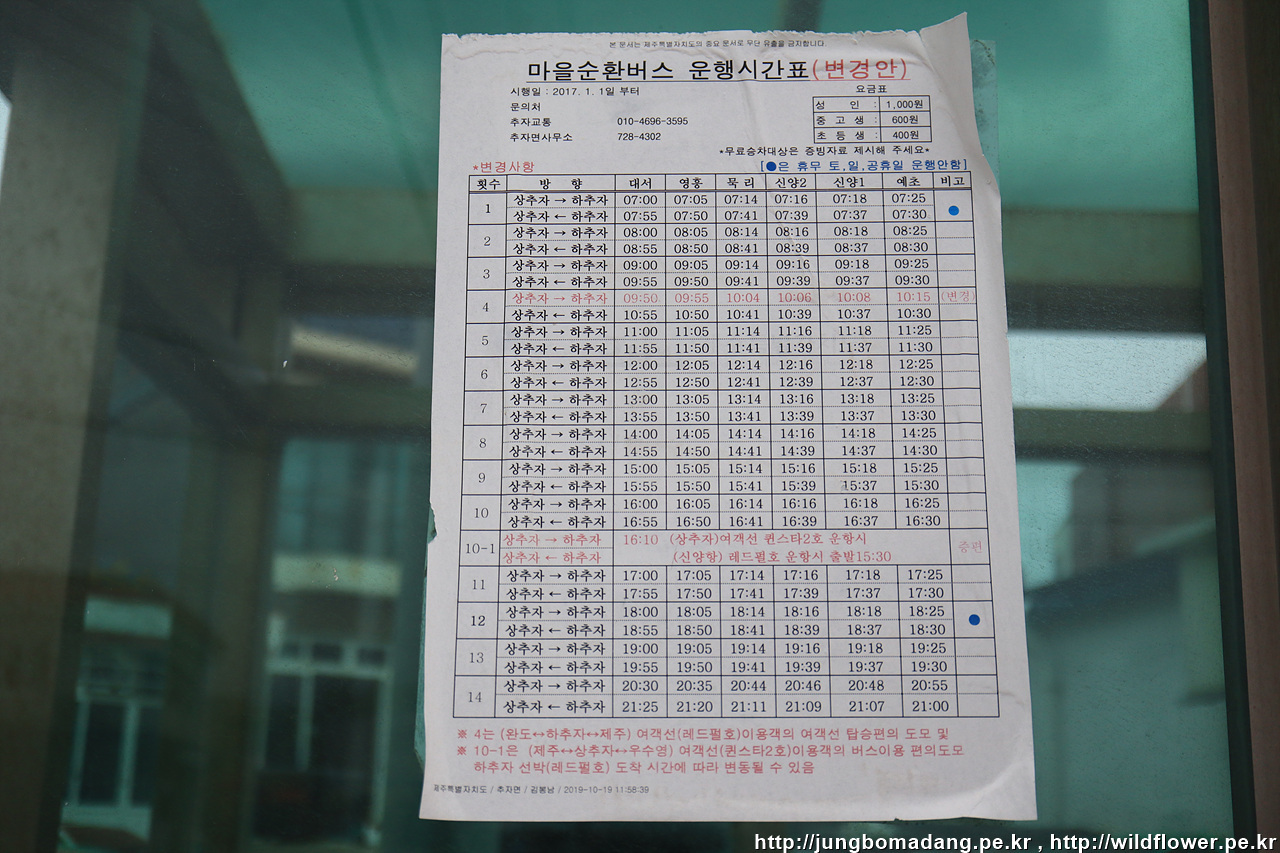 본 문서는 제주특별자치도의 중요 문서로 무단 유출을 금지합니다.
마을순환버스 운행시간표(변경안)
시행일 : 2017. 1. 1일 부터
문의처
추자교통 010-4696-3595
추자면사무소 728-4302
요금표
성 인 : 1,000원
중 고 생 : 600원
초 등 생 : 400원
*무료승차대상은 증빙자료 제시해 주세요*
*변경사항 [●은 휴무 토,일,공휴일 운행안함]
횟수 방 향 대서 영흥 묵 리 신양2 신양1 예초 비고
1 상추자 → 하추자 07:00 07:05 07:14 07:16 07:18 07:25 ●
상추자 ← 하추자 07:55 07:50 07:41 07:39 07:37 07:30
2 상추자 → 하추자 08:00 08:05 08:14 08:16 08:18 08:25
상추자 ← 하추자 08:55 08:50 08:41 08:39 08:37 08:30
3 상추자 → 하추자 09:00 09:05 09:14 09:16 09:18 09:25
상추자 ← 하추자 09:55 09:50 09:41 09:39 09:37 09:30
4 상추자 → 하추자 09:50 09:55 10:04 10:06 10:08 10:15 (변경)
상추자 ← 하추자 10:55 10:50 10:41 10:39 10:37 10:30
5 상추자 → 하추자 11:00 11:05 11:14 11:16 11:18 11:25
상추자 ← 하추자 11:55 11:50 11:41 11:39 11:37 11:30
6 상추자 → 하추자 12:00 12:05 12:14 12:16 12:18 12:25
상추자 ← 하추자 12:55 12:50 12:41 12:39 12:37 12:30
7 상추자 → 하추자 13:00 13:05 13:14 13:16 13:18 13:25
상추자 ← 하추자 13:55 13:50 13:41 13:39 13:37 13:30
8 상추자 → 하추자 14:00 14:05 14:14 14:16 14:18 14:25
상추자 ← 하추자 14:55 14:50 14:41 14:39 14:37 14:30
9 상추자 → 하추자 15:00 15:05 15:14 15:16 15:18 15:25
상추자 ← 하추자 15:55 15:50 15:41 15:39 15:37 15:30
10 상추자 → 하추자 16:00 16:05 16:14 16:16 16:18 16:25
상추자 ← 하추자 16:55 16:50 16:41 16:39 16:37 16:30
10-1 상추자 → 하추자 16:10 (상추자)여객선 퀸스타2호 운항시 증편
상추자 ← 하추자 (신양항) 레드펄호 운항시 출발15:30
11 상추자 → 하추자 17:00 17:05 17:14 17:16 17:18 17:25
상추자 ← 하추자 17:55 17:50 17:41 17:39 17:37 17:30
12 상추자 → 하추자 18:00 18:05 18:14 18:16 18:18 18:25 ●
상추자 ← 하추자 18:55 18:50 18:41 18:39 18:37 18:30
13 상추자 → 하추자 19:00 19:05 19:14 19:16 19:18 19:25
상추자 ← 하추자 19:55 19:50 19:41 19:39 19:37 19:30
14 상추자 → 하추자 20:30 20:35 20:44 20:46 20:48 20:55
상추자 ← 하추자 21:25 21:20 21:11 21:09 21:07 21:00
※ 4는 (완도↔하추자↔제주) 여객선(레드펄호)이용객의 여객선 탑승편의 도모 및
※ 10-1은 (제주↔상추자↔우수영) 여객선(퀸스타2호)이용객의 버스이용 편의도모
하추자 선박(레드펄호) 도착 시간에 따라 변동될 수 있음
제주특별자치도 / 추자면 / 김봉남 / 2019-10-19 11:58:39
http://jungbomadang.pe.kr , http://wildflower.pe.kr